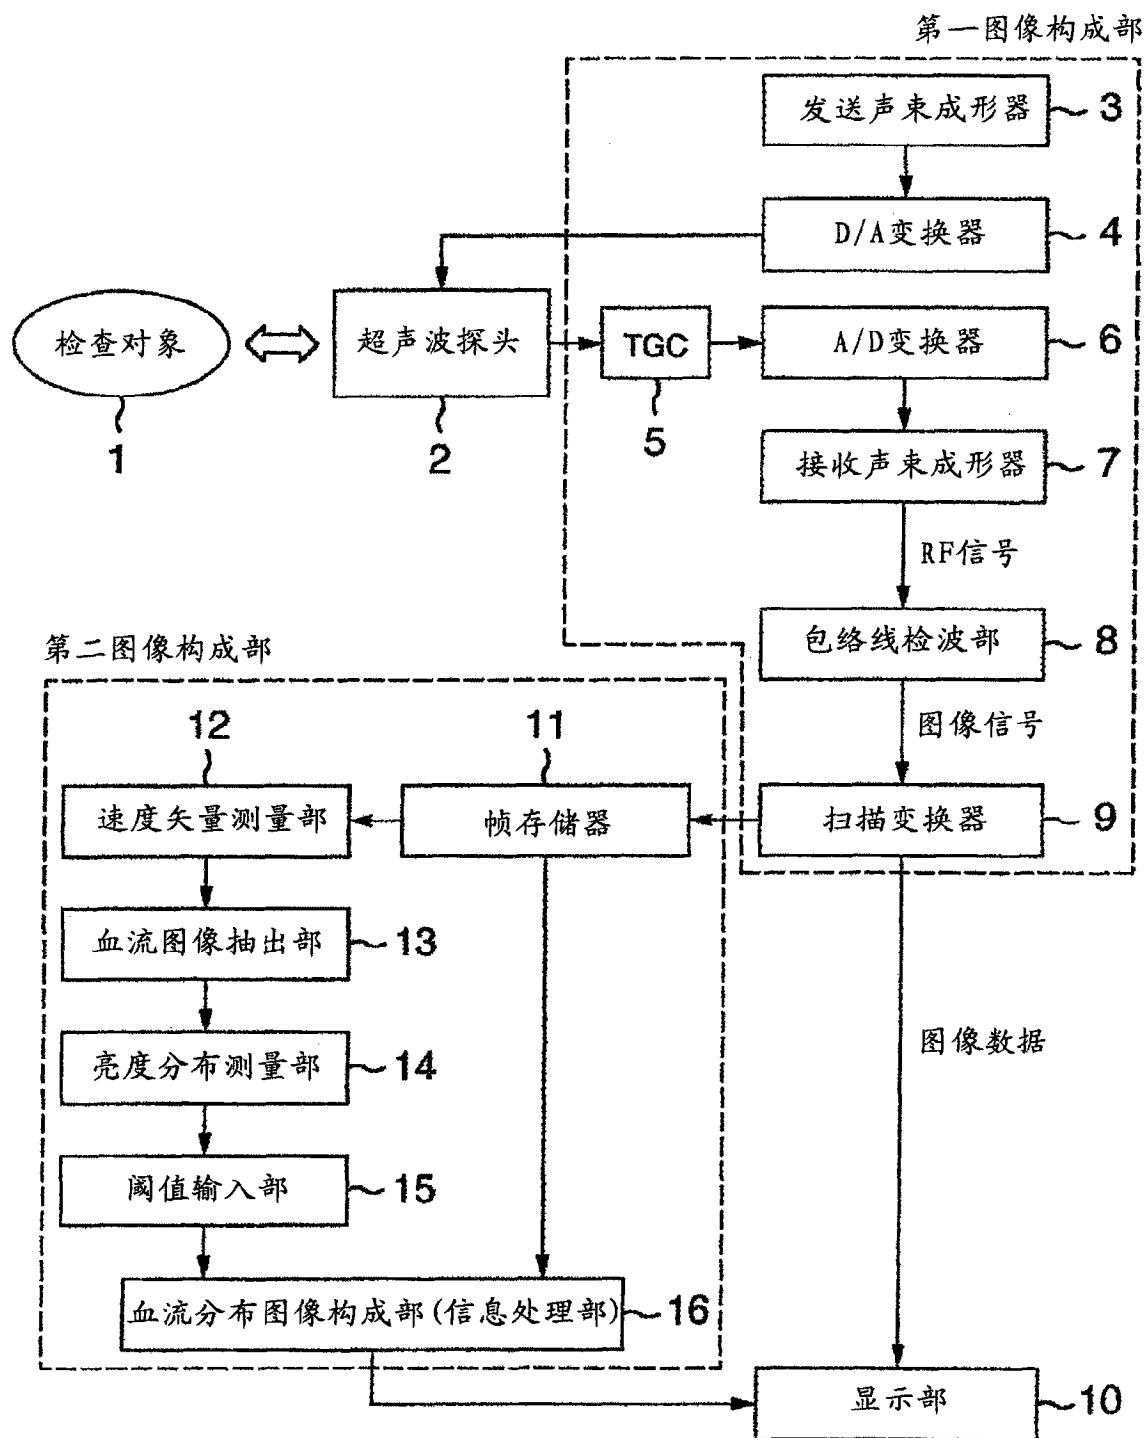 第一图像构成部
发送声束成形器
3
D/A变换器
4
检查对象
1
超声波探头
2
TGC
5
A/D变换器
6
接收声束成形器
7
RF信号
包络线检波部
8
图像信号
扫描变换器
9
第二图像构成部
12
11
速度矢量测量部
帧存储器
血流图像抽出部
13
亮度分布测量部
14
阈值输入部
15
血流分布图像构成部(信息处理部)
16
图像数据
显示部
10